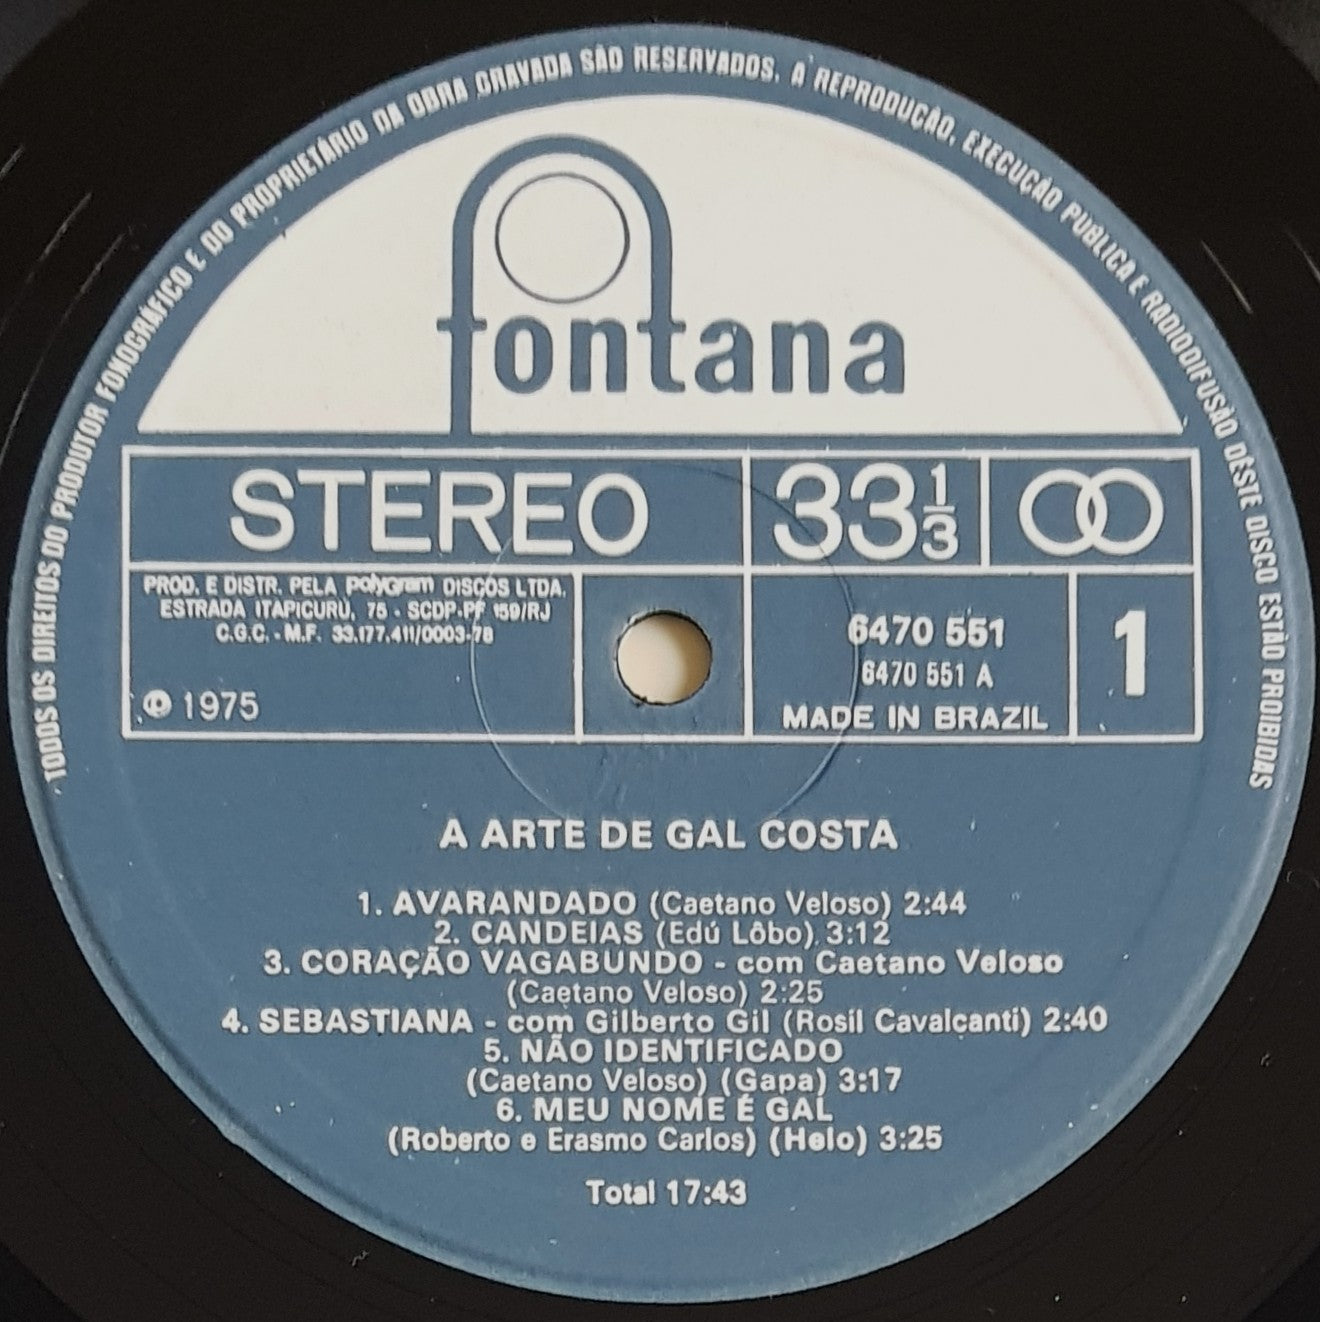 TODOS OS DIREITOS DO PRODUTOR FONOGRÁFICO E DO PROPRIETÁRIO DA OBRA GRAVADA SÃO RESERVADOS. A REPRODUÇÃO, EXECUÇÃO PÚBLICA E RADIODIFUSÃO DÊSTE DISCO ESTÃO PROIBIDAS
fontana
STEREO 33 1/3
PROD. E DISTR. PELA polyGram DISCOS LTDA.
ESTRADA ITAPICURU, 75 - SCDP-PF 159/RJ
C.G.C. - M.F. 33.177.411/0003-78
℗ 1975
6470 551
6470 551 A
MADE IN BRAZIL
1
A ARTE DE GAL COSTA
1. AVARANDADO (Caetano Veloso) 2:44
2. CANDEIAS (Edú Lôbo) 3:12
3. CORAÇÃO VAGABUNDO - com Caetano Veloso
(Caetano Veloso) 2:25
4. SEBASTIANA - com Gilberto Gil (Rosil Cavalcanti) 2:40
5. NÃO IDENTIFICADO
(Caetano Veloso) (Gapa) 3:17
6. MEU NOME É GAL
(Roberto e Erasmo Carlos) (Helo) 3:25
Total 17:43